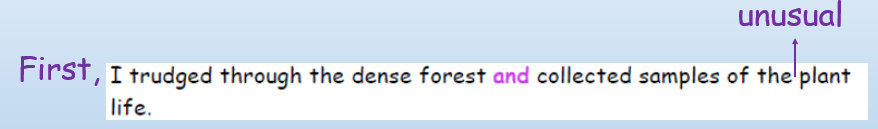 unusual
First, I trudged through the dense forest and collected samples of the plant
life.